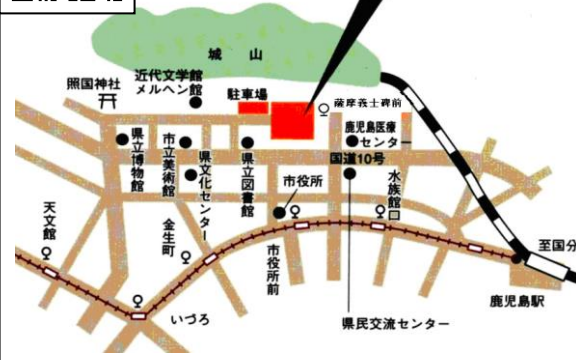 城山
近代文学館
メルヘン館
照国神社
駐車場
薩摩義士碑前
鹿児島医療
センター
国道10号
県立博物館
市立美術館
県文化センター
県立図書館
市役所
水族館口
天文館
金生町
市役所前
至国分
鹿児島駅
いづろ
県民交流センター